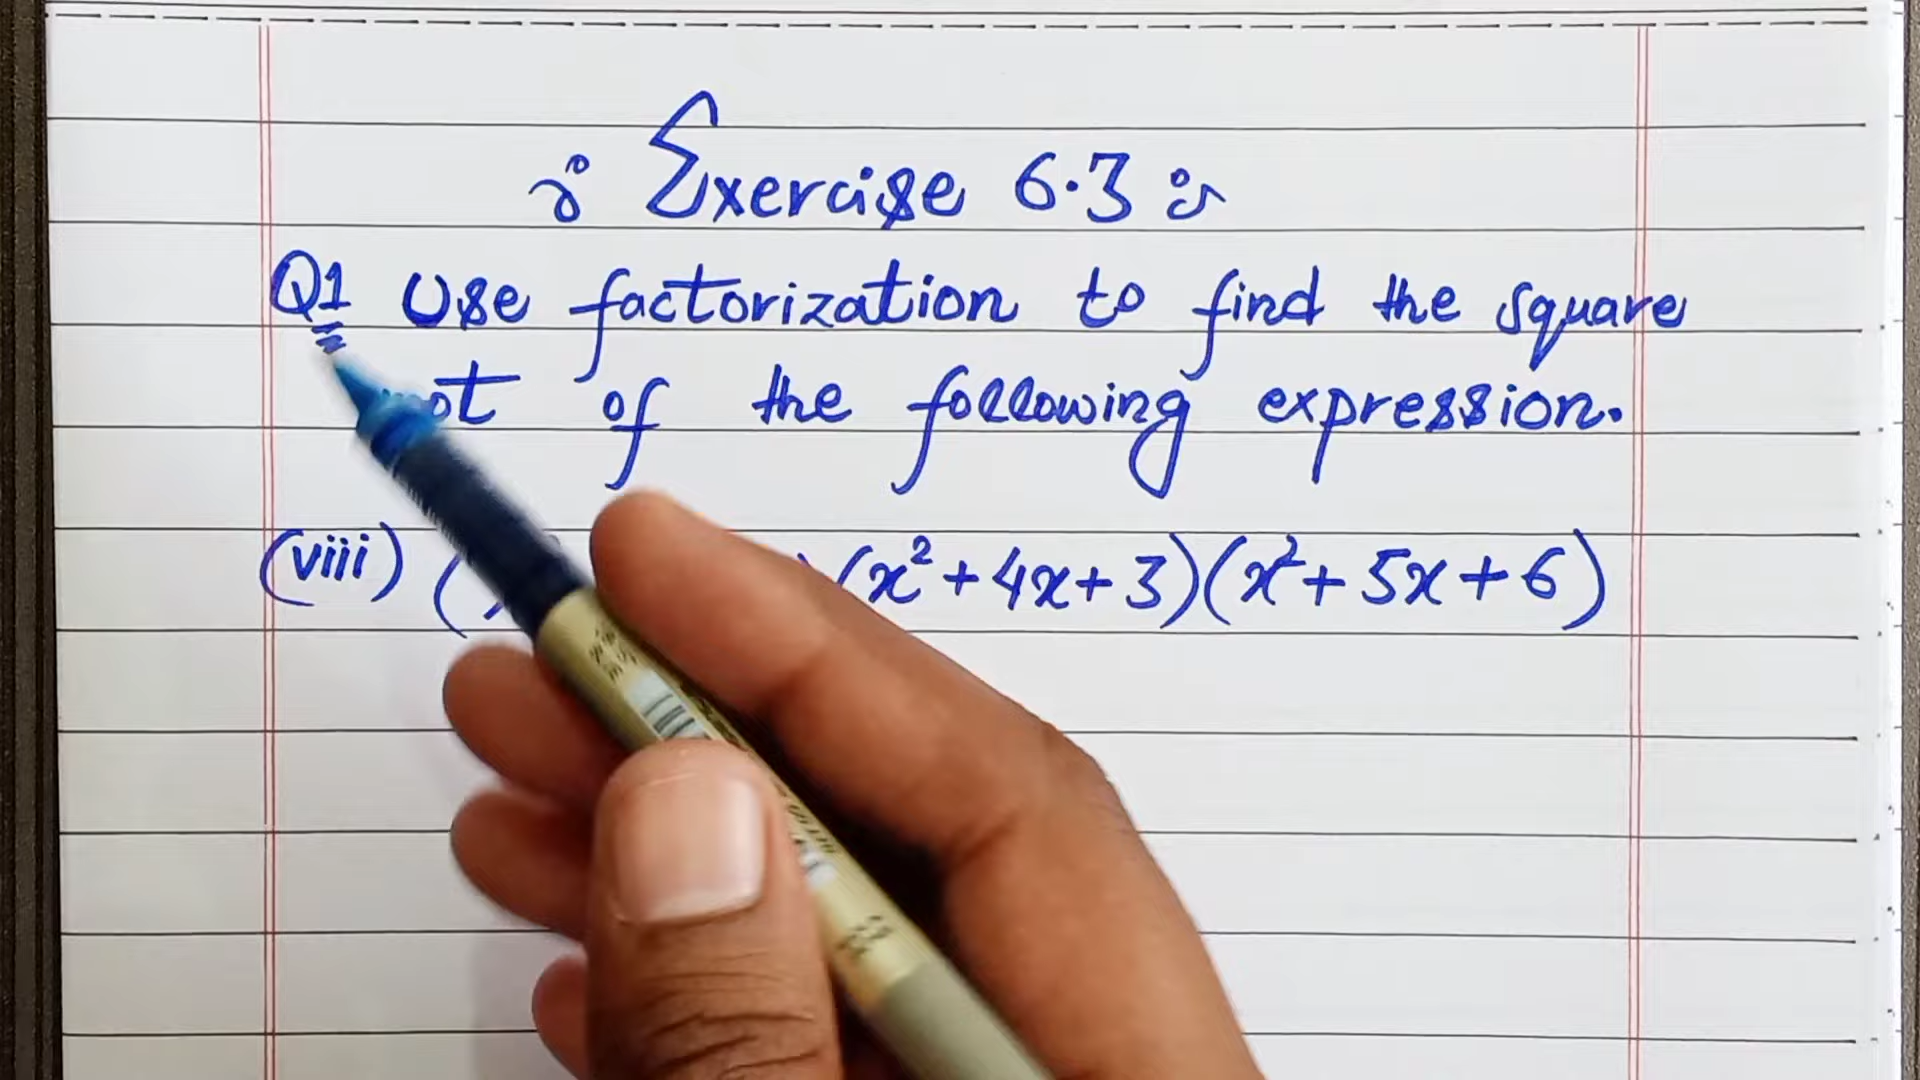 Exercise 6.3
Q1 Use factorization to find the square
of the following expression.
(viii) ( )(x²+4x+3)(x²+5x+6)